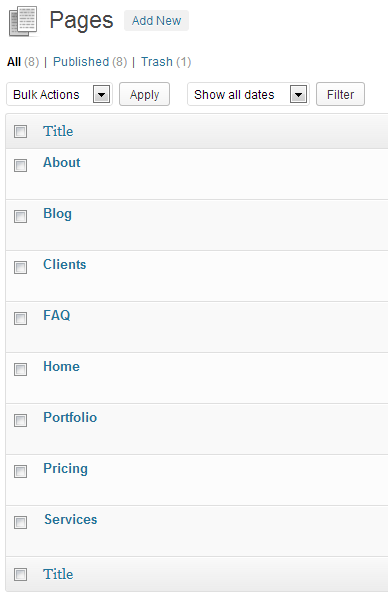 Pages Add New
All (8) | Published (8) | Trash (1)
Bulk Actions Apply Show all dates Filter
Title
About
Blog
Clients
FAQ
Home
Portfolio
Pricing
Services
Title